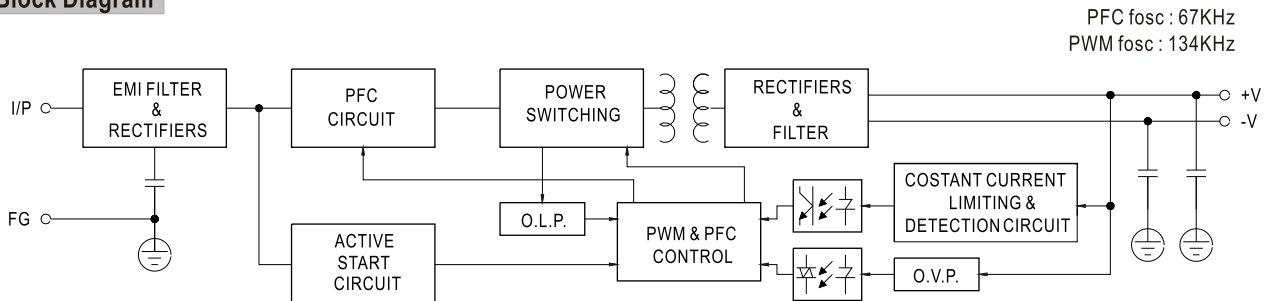 Block Diagram
PFC fosc : 67KHz
PWM fosc : 134KHz
I/P
EMI FILTER
&
RECTIFIERS
PFC
CIRCUIT
POWER
SWITCHING
RECTIFIERS
&
FILTER
+V
-V
FG
O.L.P.
PWM & PFC
CONTROL
COSTANT CURRENT
LIMITING &
DETECTION CIRCUIT
ACTIVE
START
CIRCUIT
O.V.P.